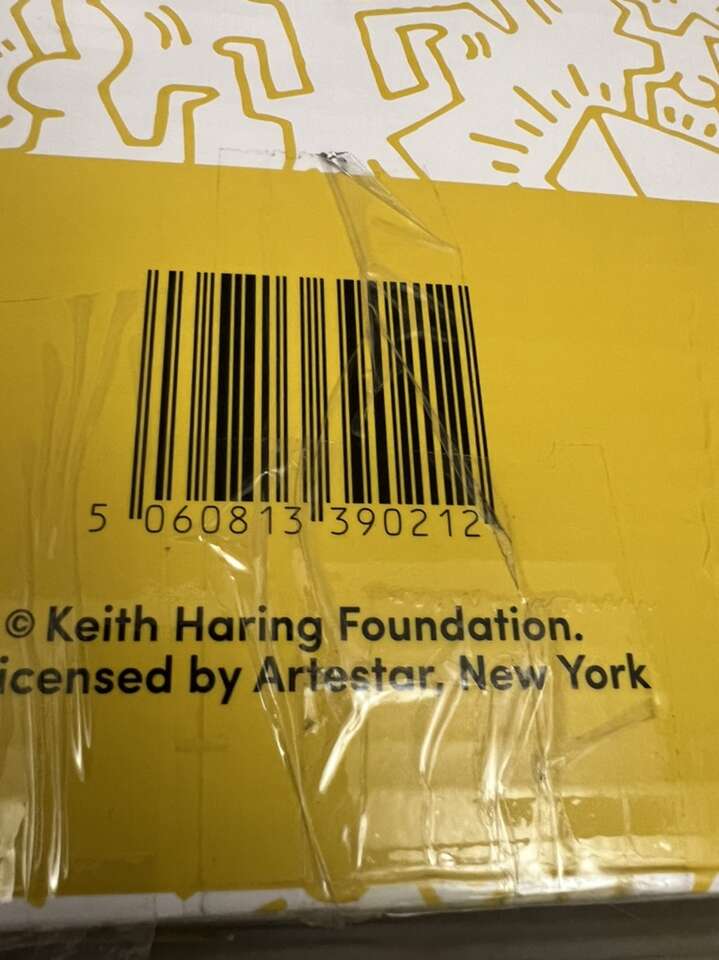 5 060813 390212
© Keith Haring Foundation.
icensed by Artestar, New York